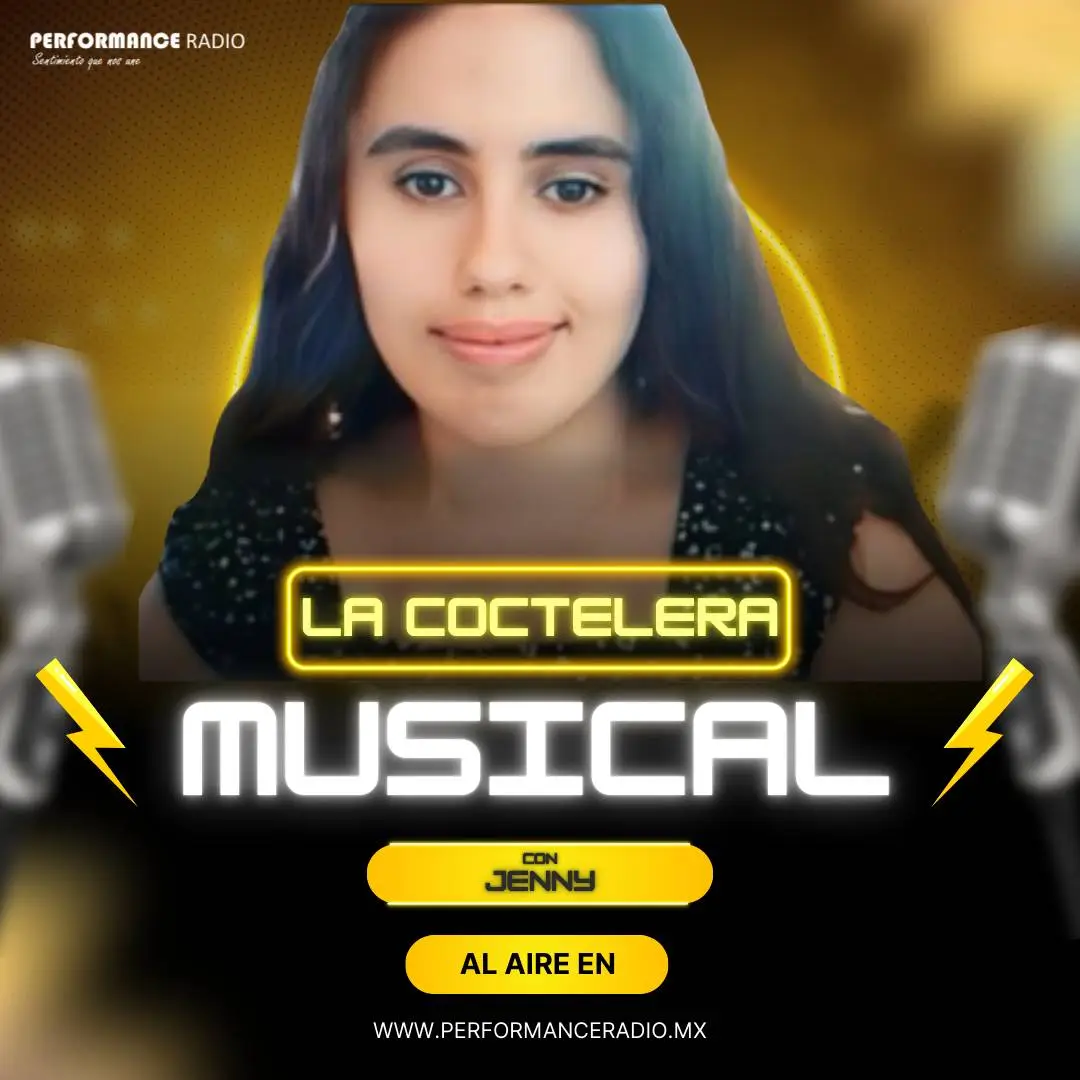 PERFORMANCE RADIO
Sentimiento que nos une
LA COCTELERA
MUSICAL
CON
JENNY
AL AIRE EN
WWW.PERFORMANCERADIO.MX